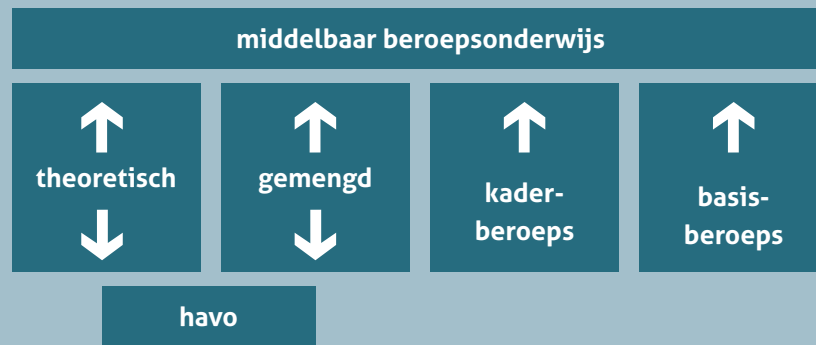 middelbaar beroepsonderwijs
theoretisch
gemengd
kader-
beroeps
basis-
beroeps
havo